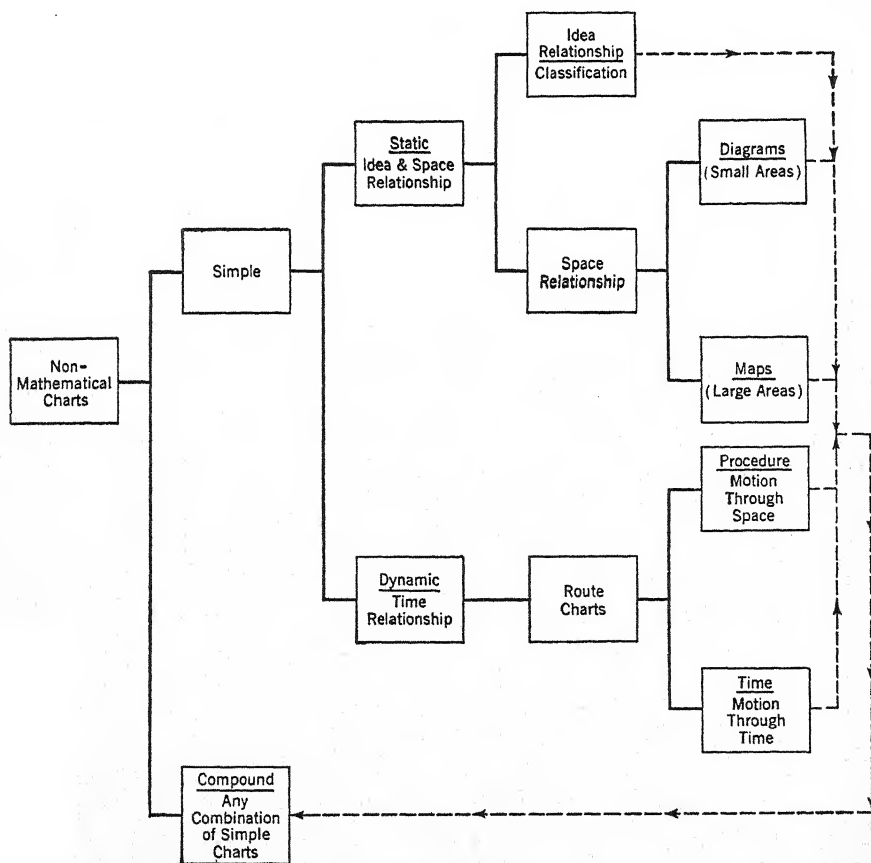 Idea
Relationship
Classification
Static
Idea & Space
Relationship
Diagrams
(Small Areas)
Simple
Space
Relationship
Non-
Mathematical
Charts
Maps
(Large Areas)
Procedure
Motion
Through
Space
Dynamic
Time
Relationship
Route
Charts
Time
Motion
Through
Time
Compound
Any
Combination
of Simple
Charts